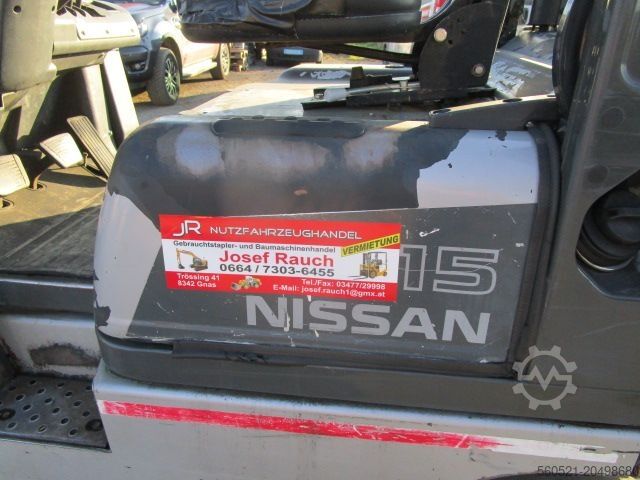 JR NUTZFAHRZEUGHANDEL
Gebrauchtstapler- und Baumaschinenhandel
VERMIETUNG
Josef Rauch
0664 / 7303-6455
Trössing 41
8342 Gnas
Tel./Fax: 03477/29998
E-Mail: josef.rauch1@gmx.at
15
NISSAN
560521-20498684